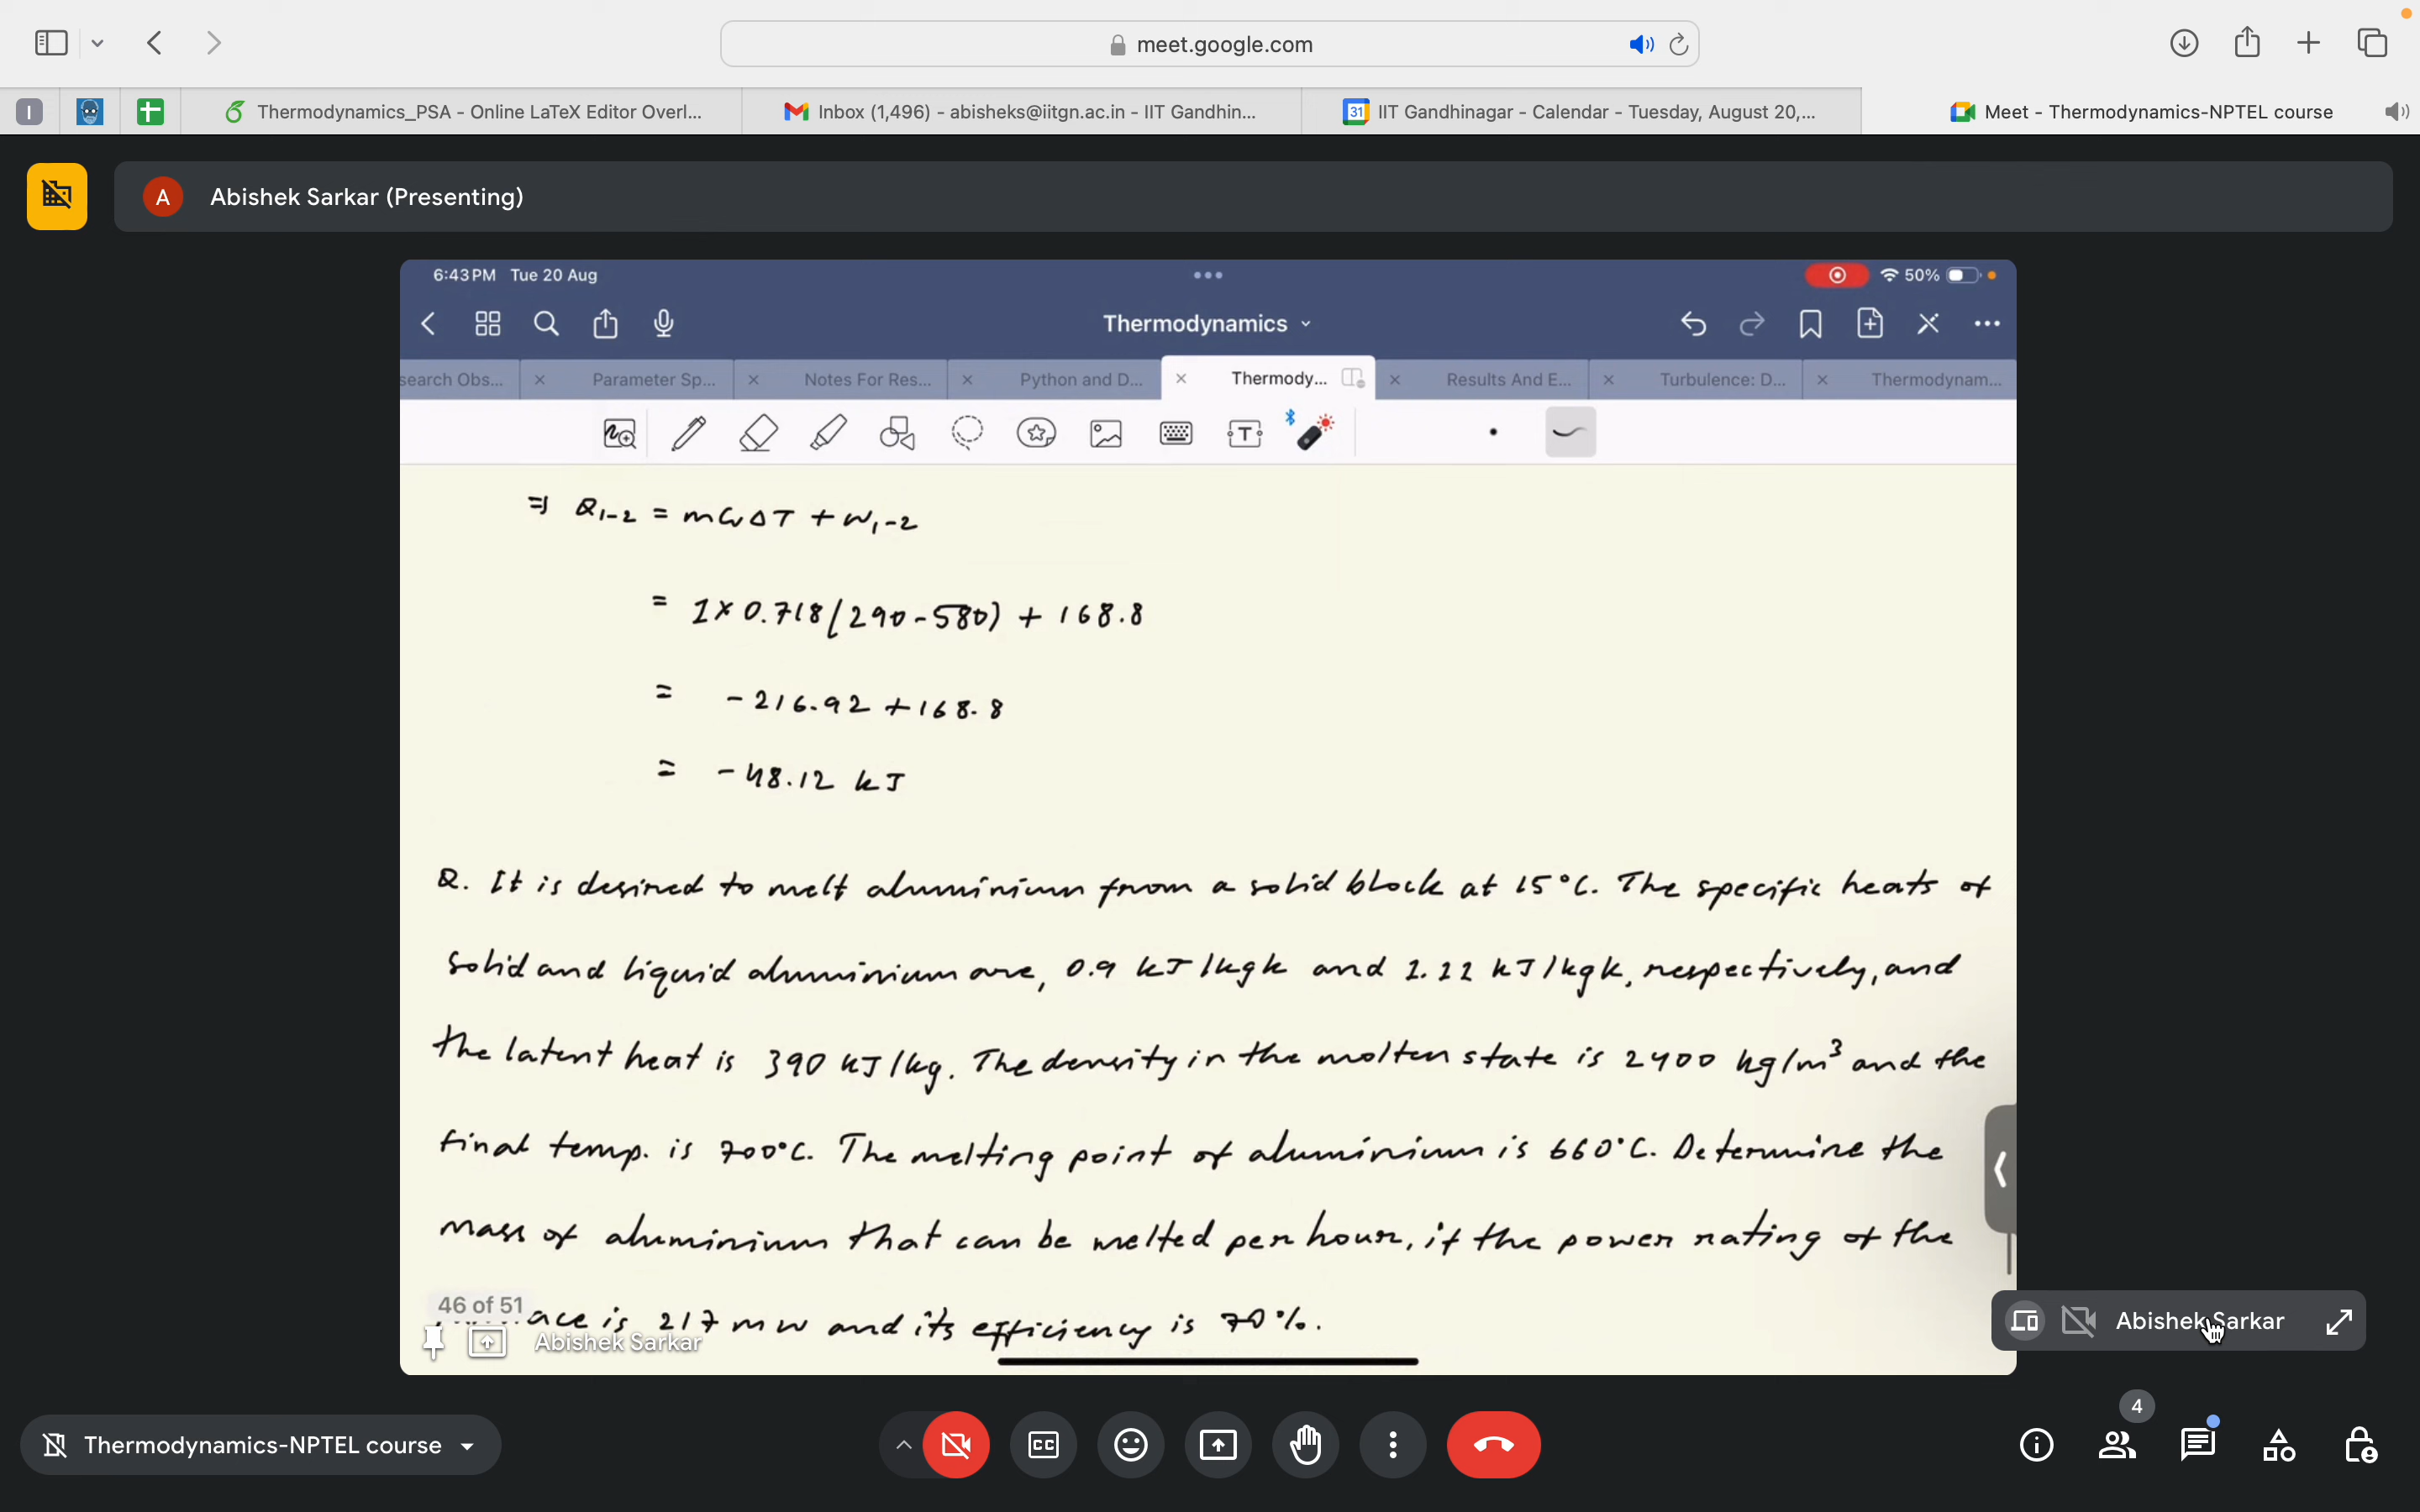 meet.google.com
Thermodynamics_PSA - Online LaTeX Editor Overl...
Inbox (1,496) - abisheks@iitgn.ac.in - IIT Gandhin...
31 IIT Gandhinagar - Calendar - Tuesday, August 20,...
Meet - Thermodynamics-NPTEL course
A Abishek Sarkar (Presenting)
6:43 PM Tue 20 Aug
50%
Thermodynamics
search Obs...
Parameter Sp...
Notes For Res...
Python and D...
Thermody...
Results And E...
Turbulence: D...
Thermodynam...
⇒ Q1-2 = mCvΔT + W1-2
= 1 × 0.718(290-580) + 168.8
= -216.92 + 168.8
= -48.12 kJ
Q. It is desired to melt aluminium from a solid block at 15°C. The specific heats of
solid and liquid aluminium are, 0.9 kJ/kgk and 1.11 kJ/kgk, respectively, and
the latent heat is 390 kJ/kg. The density in the molten state is 2400 kg/m³ and the
final temp. is 700°C. The melting point of aluminium is 660°C. Determine the
mass of aluminium that can be melted per hour, if the power rating of the
ace is 217 mw and its efficiency is 70%.
46 of 51
Abishek Sarkar
Abishek Sarkar
Thermodynamics-NPTEL course
CC
4